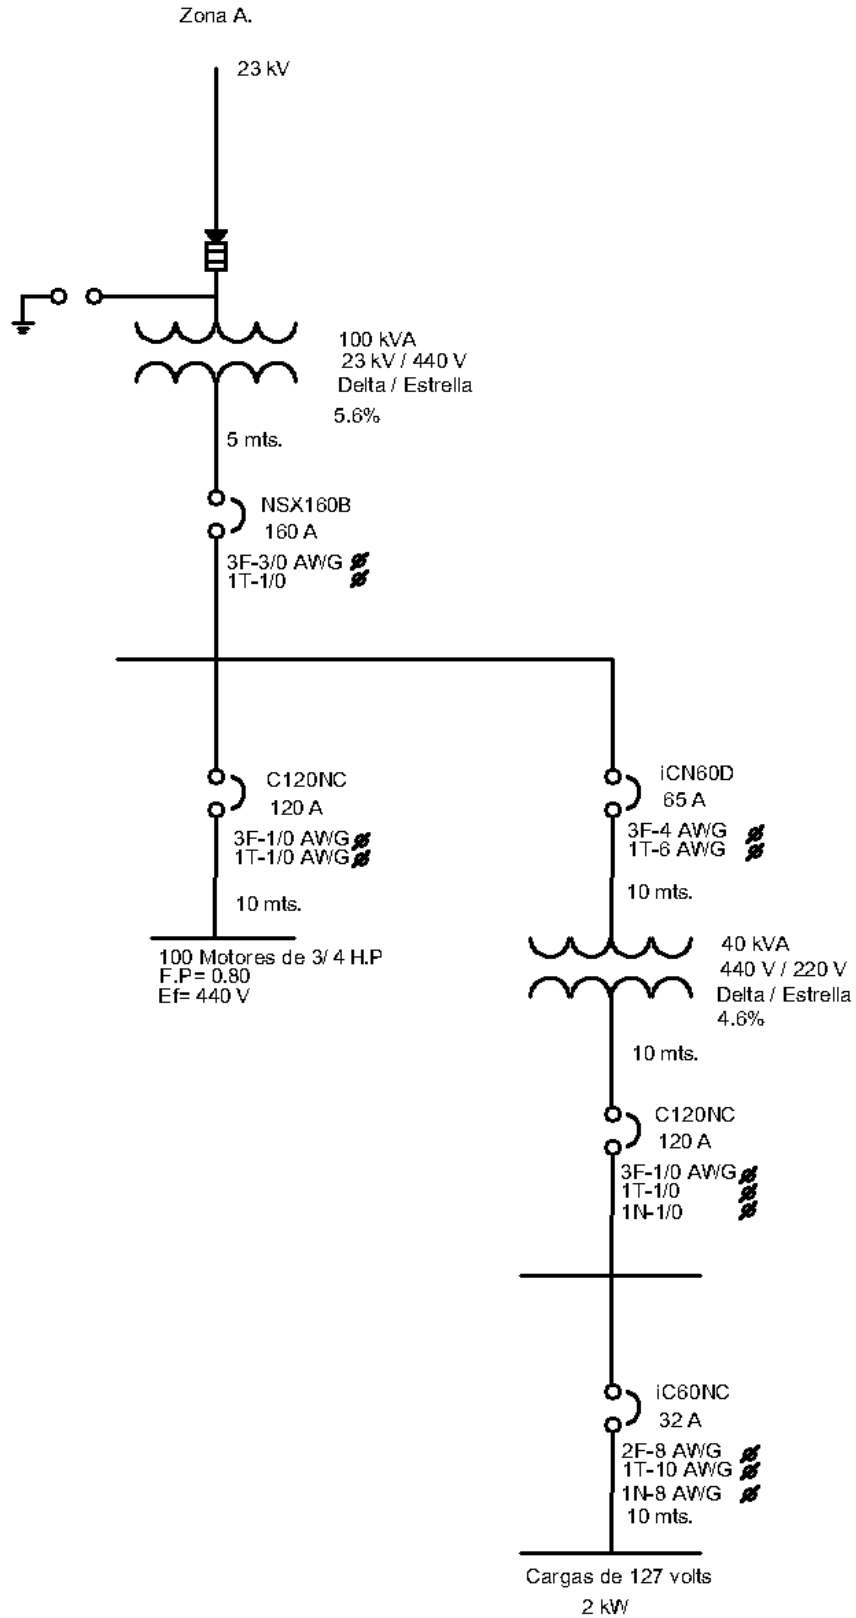 Zona A.
23 kV
100 kVA
23 kV / 440 V
Delta / Estrella
5.6%
5 mts.
NSX160B
160 A
3F-3/0 AWG
1T-1/0
C120NC
120 A
3F-1/0 AWG
1T-1/0 AWG
10 mts.
100 Motores de 3/ 4 H.P
F.P= 0.80
Ef= 440 V
iCN60D
65 A
3F-4 AWG
1T-6 AWG
10 mts.
40 kVA
440 V / 220 V
Delta / Estrella
4.6%
10 mts.
C120NC
120 A
3F-1/0 AWG
1T-1/0
1N-1/0
iC60NC
32 A
2F-8 AWG
1T-10 AWG
1N-8 AWG
10 mts.
Cargas de 127 volts
2 kW